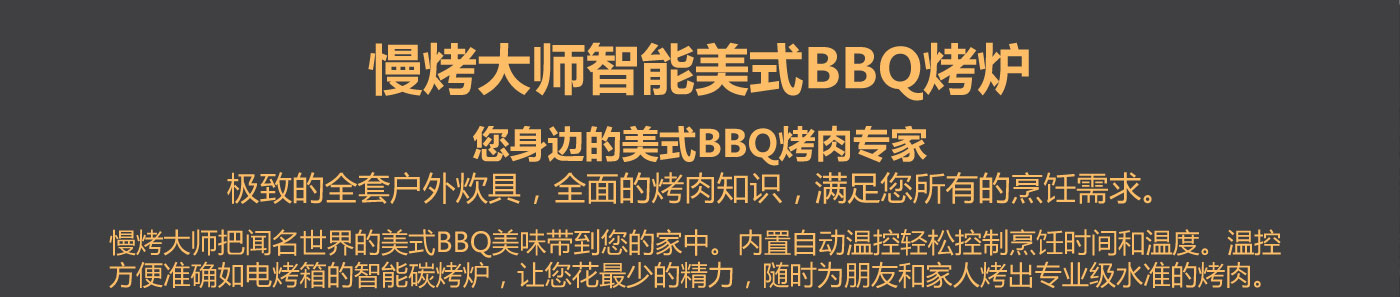 慢烤大师智能美式BBQ烤炉
您身边的美式BBQ烤肉专家
极致的全套户外炊具，全面的烤肉知识，满足您所有的烹饪需求。
慢烤大师把闻名世界的美式BBQ美味带到您的家中。内置自动温控轻松控制烹饪时间和温度。温控
方便准确如电烤箱的智能碳烤炉，让您花最少的精力，随时为朋友和家人烤出专业级水准的烤肉。